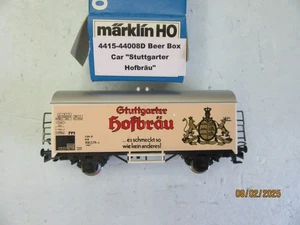 märklin HO
4415-44008D Beer Box
Car "Stuttgarter
Hofbräu"
Stuttgarter
Hofbräu
...es schmeckt so
wie kein anderes!
06/02/2025